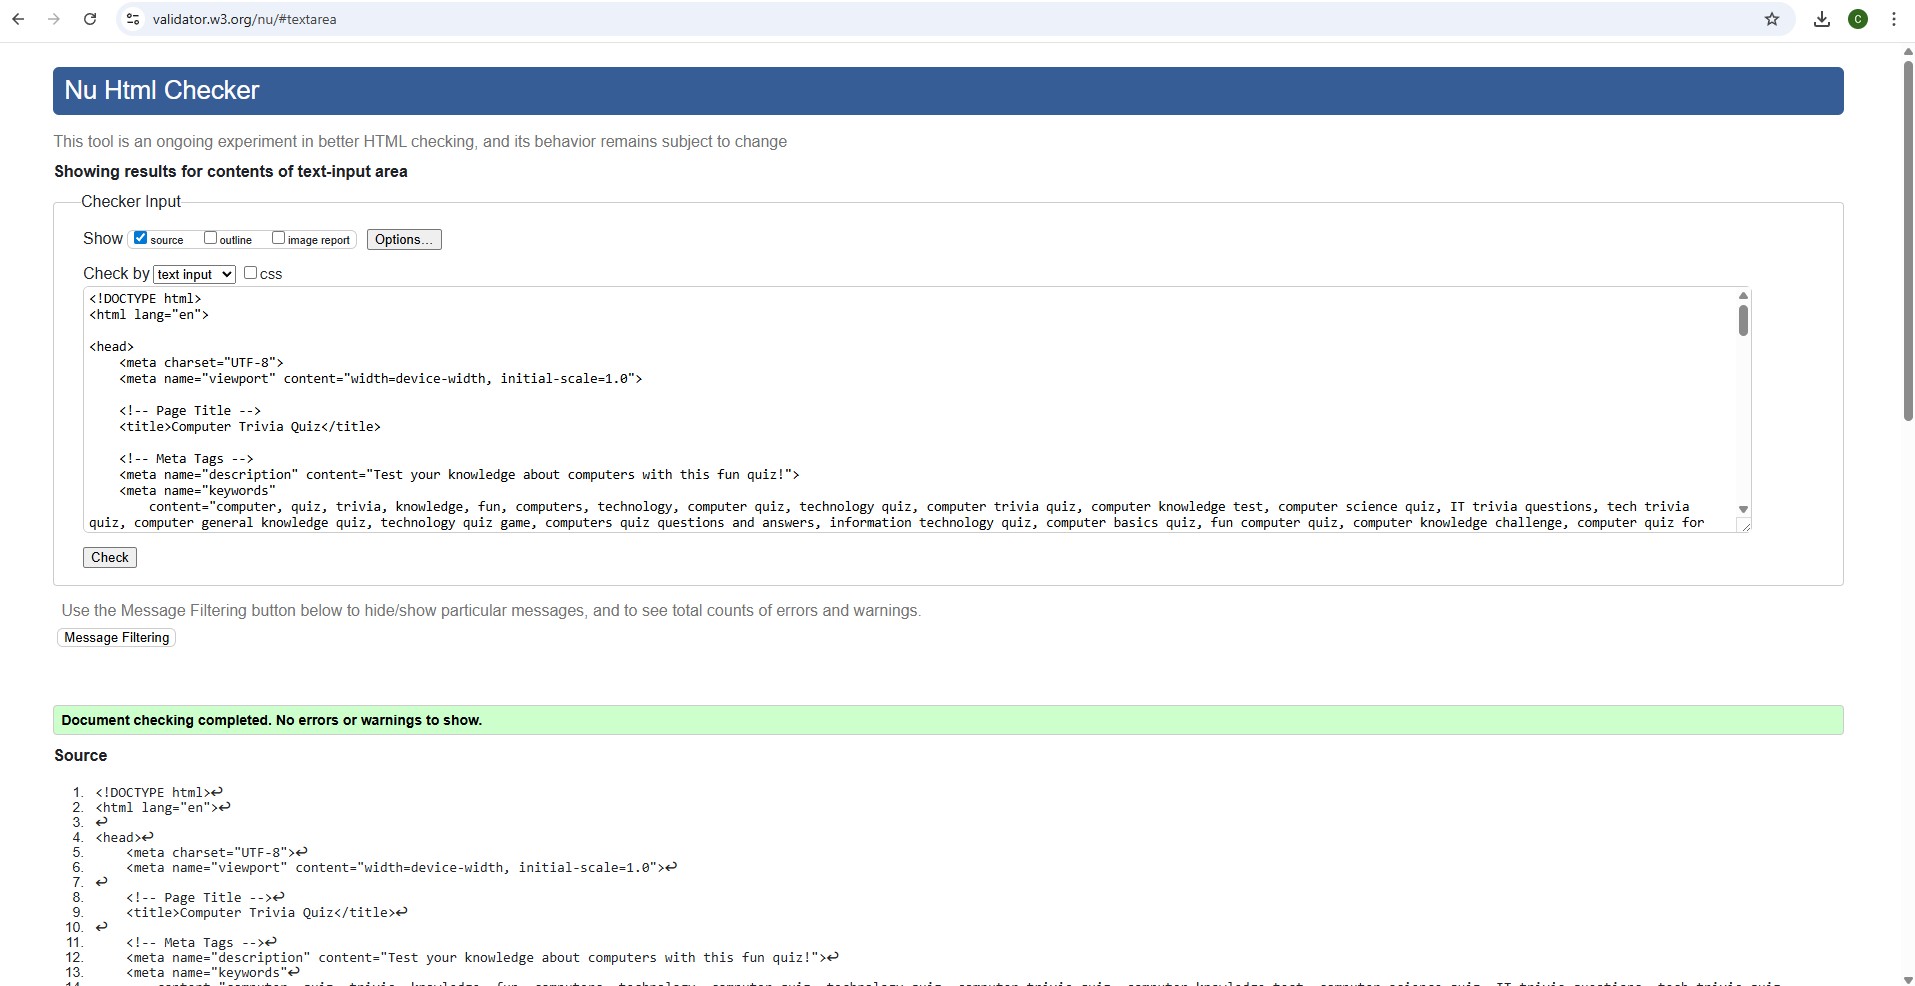 validator.w3.org/nu/#textarea
C
Nu Html Checker
This tool is an ongoing experiment in better HTML checking, and its behavior remains subject to change
Showing results for contents of text-input area
Checker Input
Show source outline image report Options...
Check by text input css
<!DOCTYPE html>
<html lang="en">
<head>
<meta charset="UTF-8">
<meta name="viewport" content="width=device-width, initial-scale=1.0">
<!-- Page Title -->
<title>Computer Trivia Quiz</title>
<!-- Meta Tags -->
<meta name="description" content="Test your knowledge about computers with this fun quiz!">
<meta name="keywords"
content="computer, quiz, trivia, knowledge, fun, computers, technology, computer quiz, technology quiz, computer trivia quiz, computer knowledge test, computer science quiz, IT trivia questions, tech trivia
quiz, computer general knowledge quiz, technology quiz game, computers quiz questions and answers, information technology quiz, computer basics quiz, fun computer quiz, computer knowledge challenge, computer quiz for
Check
Use the Message Filtering button below to hide/show particular messages, and to see total counts of errors and warnings.
Message Filtering
Document checking completed. No errors or warnings to show.
Source
1. <!DOCTYPE html>↩
2. <html lang="en">↩
3. ↩
4. <head>↩
5. <meta charset="UTF-8">↩
6. <meta name="viewport" content="width=device-width, initial-scale=1.0">↩
7. ↩
8. <!-- Page Title -->↩
9. <title>Computer Trivia Quiz</title>↩
10. ↩
11. <!-- Meta Tags -->↩
12. <meta name="description" content="Test your knowledge about computers with this fun quiz!">↩
13. <meta name="keywords"↩